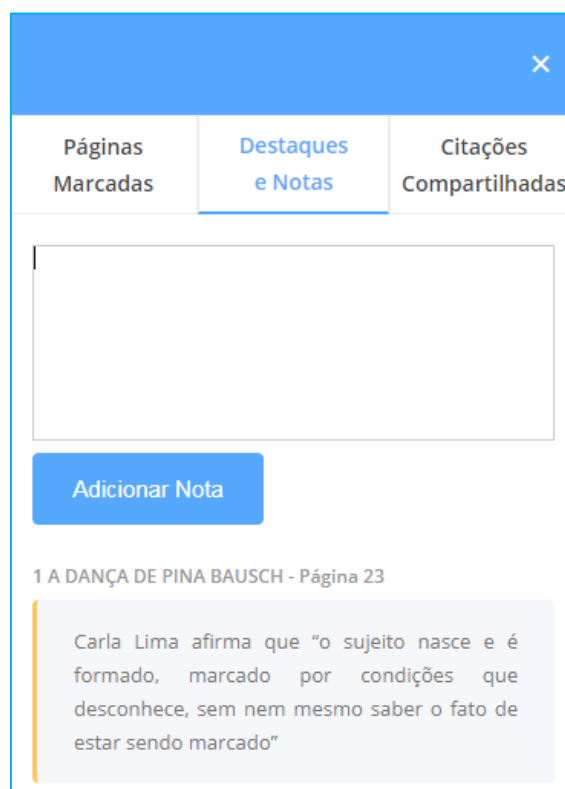 ×
Páginas Marcadas
Destaques e Notas
Citações Compartilhadas
Adicionar Nota
1 A DANÇA DE PINA BAUSCH - Página 23
Carla Lima afirma que “o sujeito nasce e é
formado, marcado por condições que
desconhece, sem nem mesmo saber o fato de
estar sendo marcado”